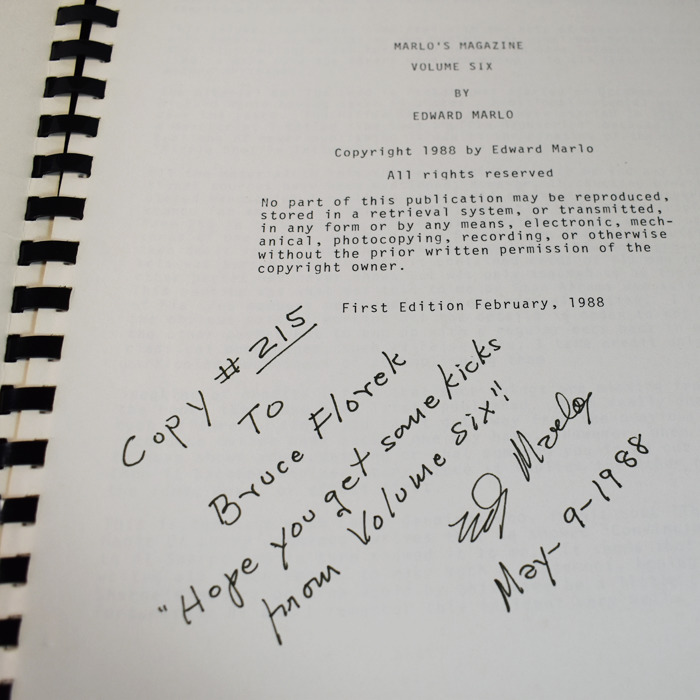 MARLO'S MAGAZINE
VOLUME SIX
BY
EDWARD MARLO
Copyright 1988 by Edward Marlo
All rights reserved
No part of this publication may be reproduced,
stored in a retrieval system, or transmitted,
in any form or by any means, electronic, mech-
anical, photocopying, recording, or otherwise
without the prior written permission of the
copyright owner.
First Edition February, 1988
Copy # 215
To
Bruce Florek
"Hope you get some kicks
from Volume Six!!
Ed Marlo
May-9-1988